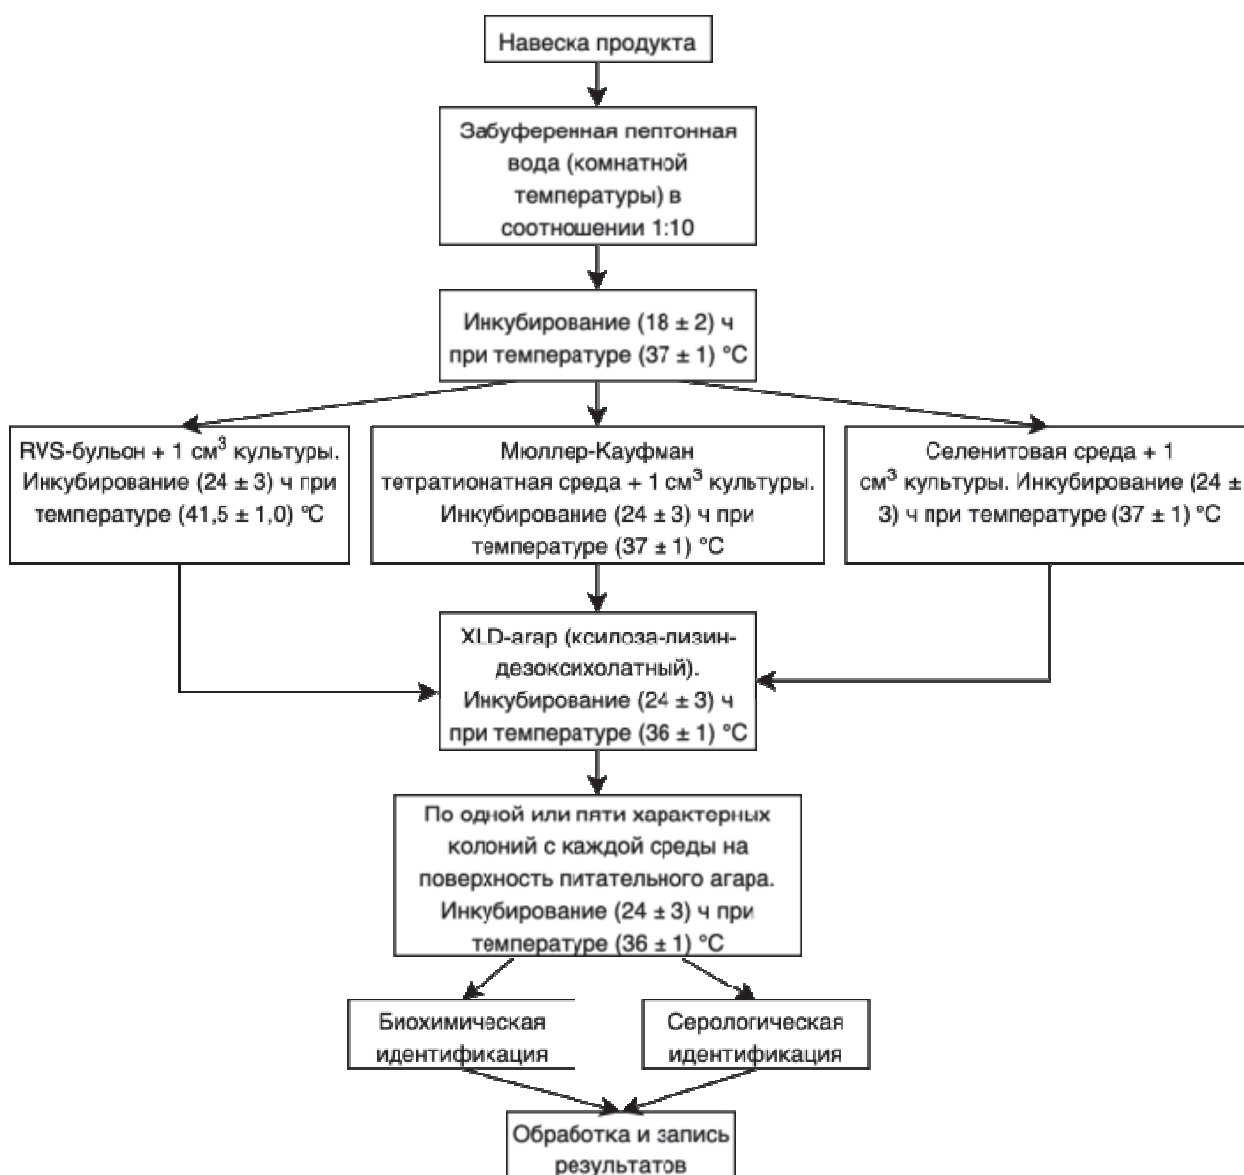 Навеска продукта
Забуференная пептонная
вода (комнатной
температуры) в
соотношении 1:10
Инкубирование (18 ± 2) ч
при температуре (37 ± 1) °C
RVS-бульон + 1 см³ культуры.
Инкубирование (24 ± 3) ч при
температуре (41,5 ± 1,0) °C
Мюллер-Кауфман
тетратионатная среда + 1 см³ культуры.
Инкубирование (24 ± 3) ч при
температуре (37 ± 1) °C
Селенитовая среда + 1
см³ культуры. Инкубирование (24 ±
3) ч при температуре (37 ± 1) °C
XLD-агар (ксилоза-лизин-
дезоксихолатный).
Инкубирование (24 ± 3) ч
при температуре (36 ± 1) °C
По одной или пяти характерных
колоний с каждой среды на
поверхность питательного агара.
Инкубирование (24 ± 3) ч при
температуре (36 ± 1) °C
Биохимическая
идентификация
Серологическая
идентификация
Обработка и запись
результатов